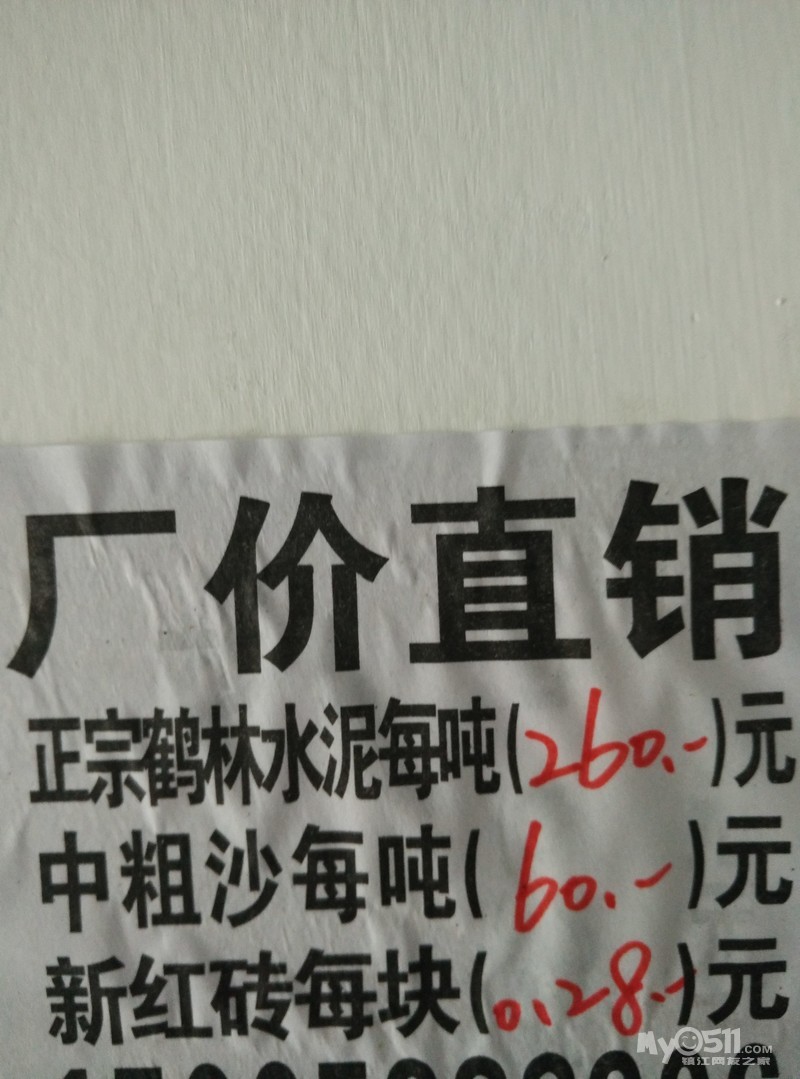 厂价直销
正宗鹤林水泥每吨(260.-)元
中粗沙每吨(60.-)元
新红砖每块(0.28.-)元
My0511.com
镇江网友之家